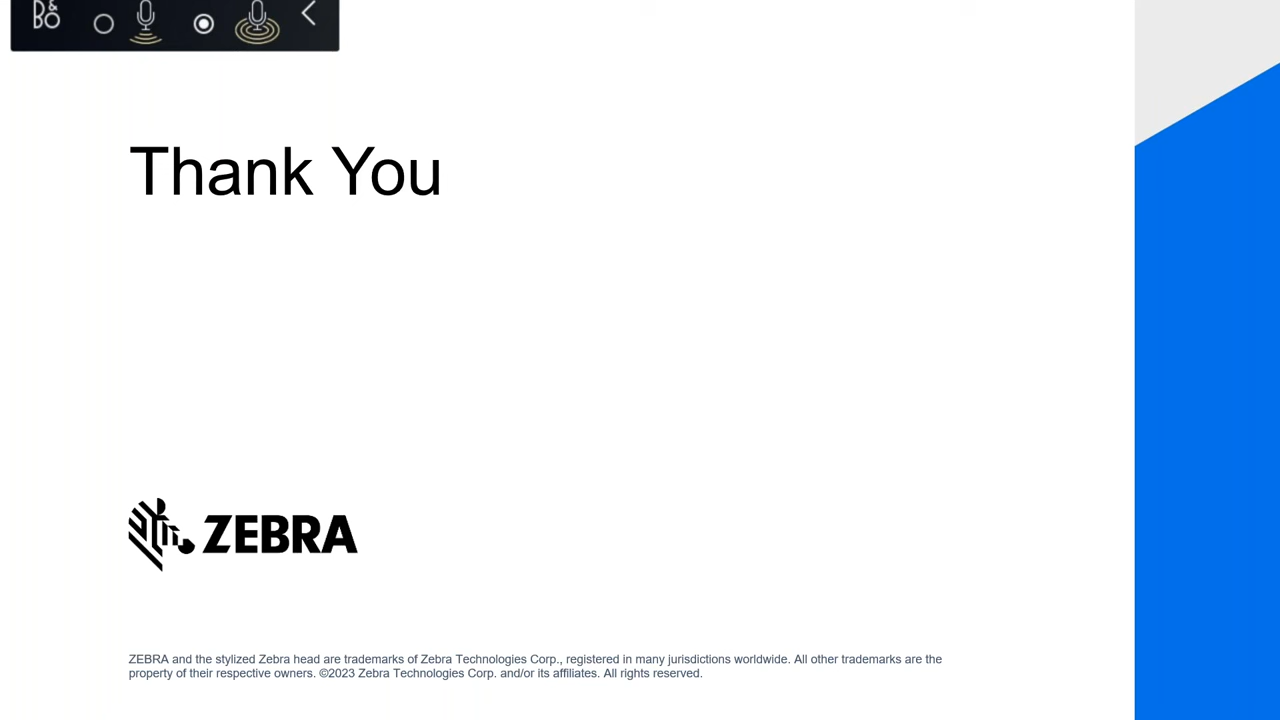 B&O
Thank You
ZEBRA
ZEBRA and the stylized Zebra head are trademarks of Zebra Technologies Corp., registered in many jurisdictions worldwide. All other trademarks are the
property of their respective owners. ©2023 Zebra Technologies Corp. and/or its affiliates. All rights reserved.